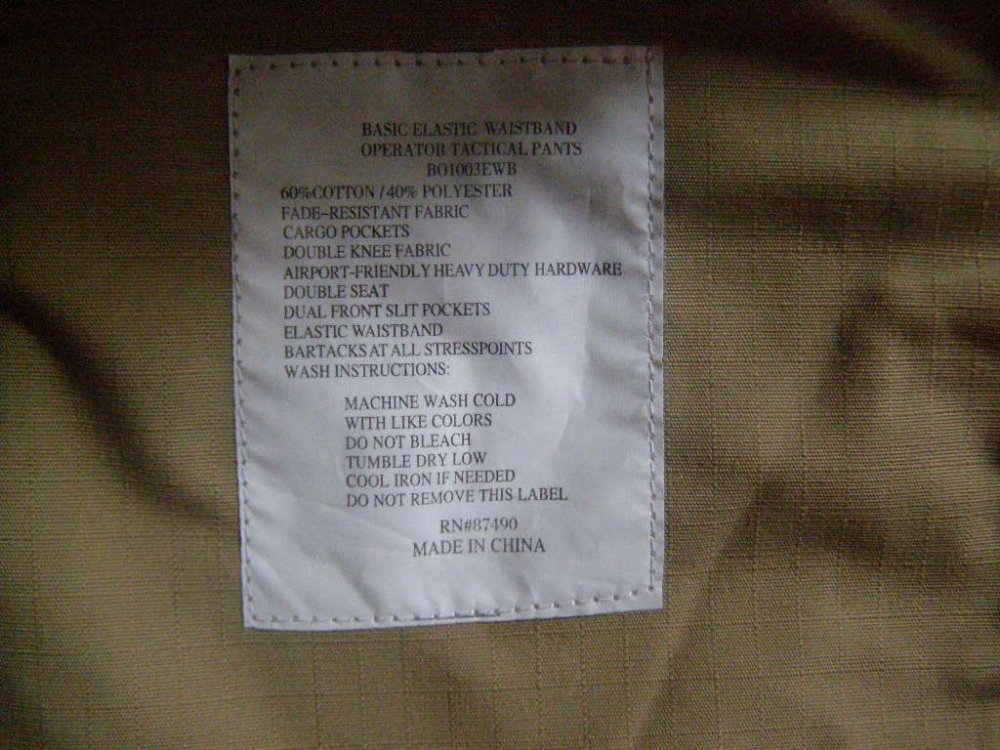 BASIC ELASTIC WAISTBAND
OPERATOR TACTICAL PANTS
BO1003EWB
60%COTTON / 40% POLYESTER
FADE-RESISTANT FABRIC
CARGO POCKETS
DOUBLE KNEE FABRIC
AIRPORT-FRIENDLY HEAVY DUTY HARDWARE
DOUBLE SEAT
DUAL FRONT SLIT POCKETS
ELASTIC WAISTBAND
BARTACKS AT ALL STRESSPOINTS
WASH INSTRUCTIONS:
MACHINE WASH COLD
WITH LIKE COLORS
DO NOT BLEACH
TUMBLE DRY LOW
COOL IRON IF NEEDED
DO NOT REMOVE THIS LABEL
RN#87490
MADE IN CHINA